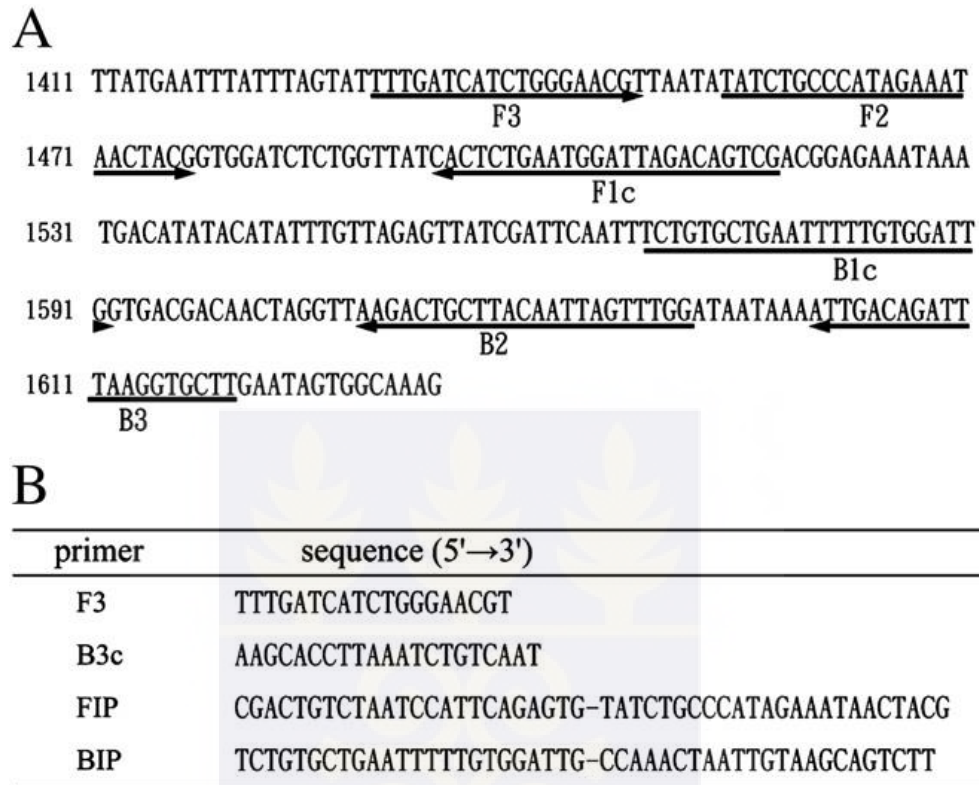 A
1411 TTATGAATTTATTTAGTATTTTGATCATCTGGGAACGTTAATATATCTGCCCATAGAAAT
F3 F2
1471 AACTACGGTGGATCTCTGGTTATCACTCTGAATGGATTAGACAGTCGACGGAGAAATAAA
F1c
1531 TGACATATACATATTTGTTAGAGTTATCGATTCAATTTCTGTGCTGAATTTTTGTGGATT
B1c
1591 GGTGACGACAACTAGGTTAAGACTGCTTACAATTAGTTTGGATAATAAAATTGACAGATT
B2
1611 TAAGGTGCTTGAATAGTGGCAAAG
B3
B
primer sequence (5'→3')
F3 TTTGATCATCTGGGAACGT
B3c AAGCACCTTAAATCTGTCAAT
FIP CGACTGTCTAATCCATTCAGAGTG-TATCTGCCCATAGAAATAACTACG
BIP TCTGTGCTGAATTTTTGTGGATTG-CCAAACTAATTGTAAGCAGTCTT